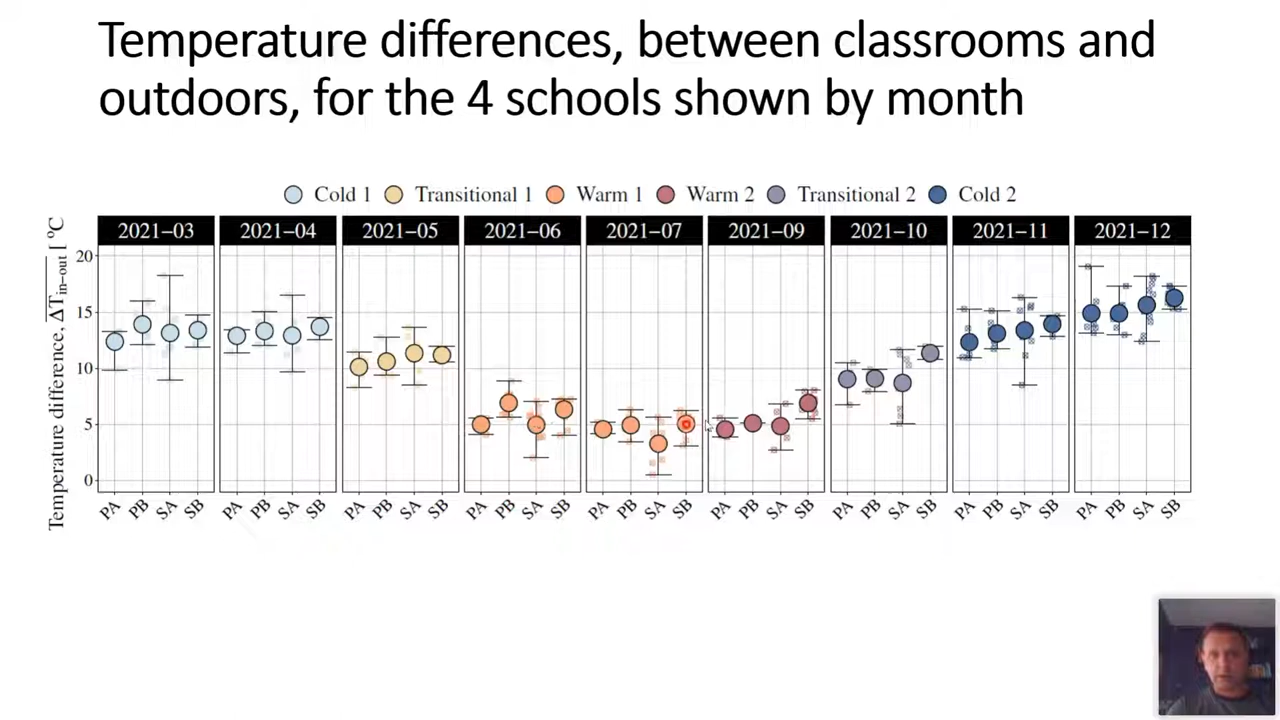 Temperature differences, between classrooms and
outdoors, for the 4 schools shown by month
Cold 1 Transitional 1 Warm 1 Warm 2 Transitional 2 Cold 2
2021–03 2021–04 2021–05 2021–06 2021–07 2021–09 2021–10 2021–11 2021–12
Temperature difference, ΔT in−out [ °C
20
15
10
5
0
PA PB SA SB PA PB SA SB PA PB SA SB PA PB SA SB PA PB SA SB PA PB SA SB PA PB SA SB PA PB SA SB PA PB SA SB